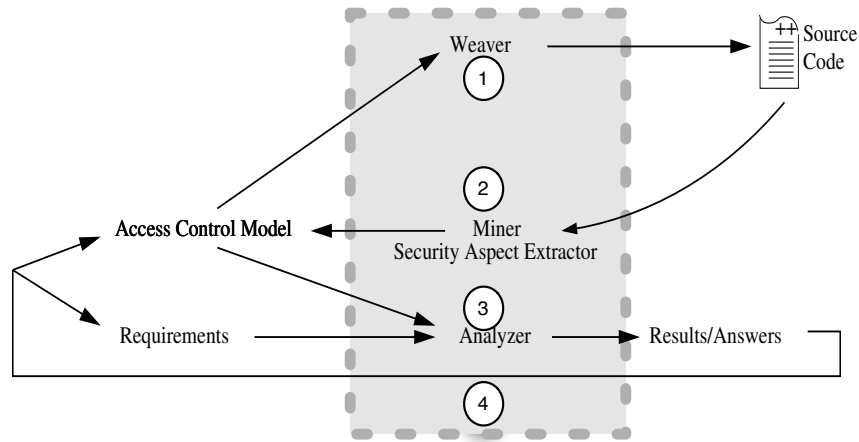 Weaver
++ Source
Code
1
2
Access Control Model
Miner
Security Aspect Extractor
3
Requirements
Analyzer
Results/Answers
4